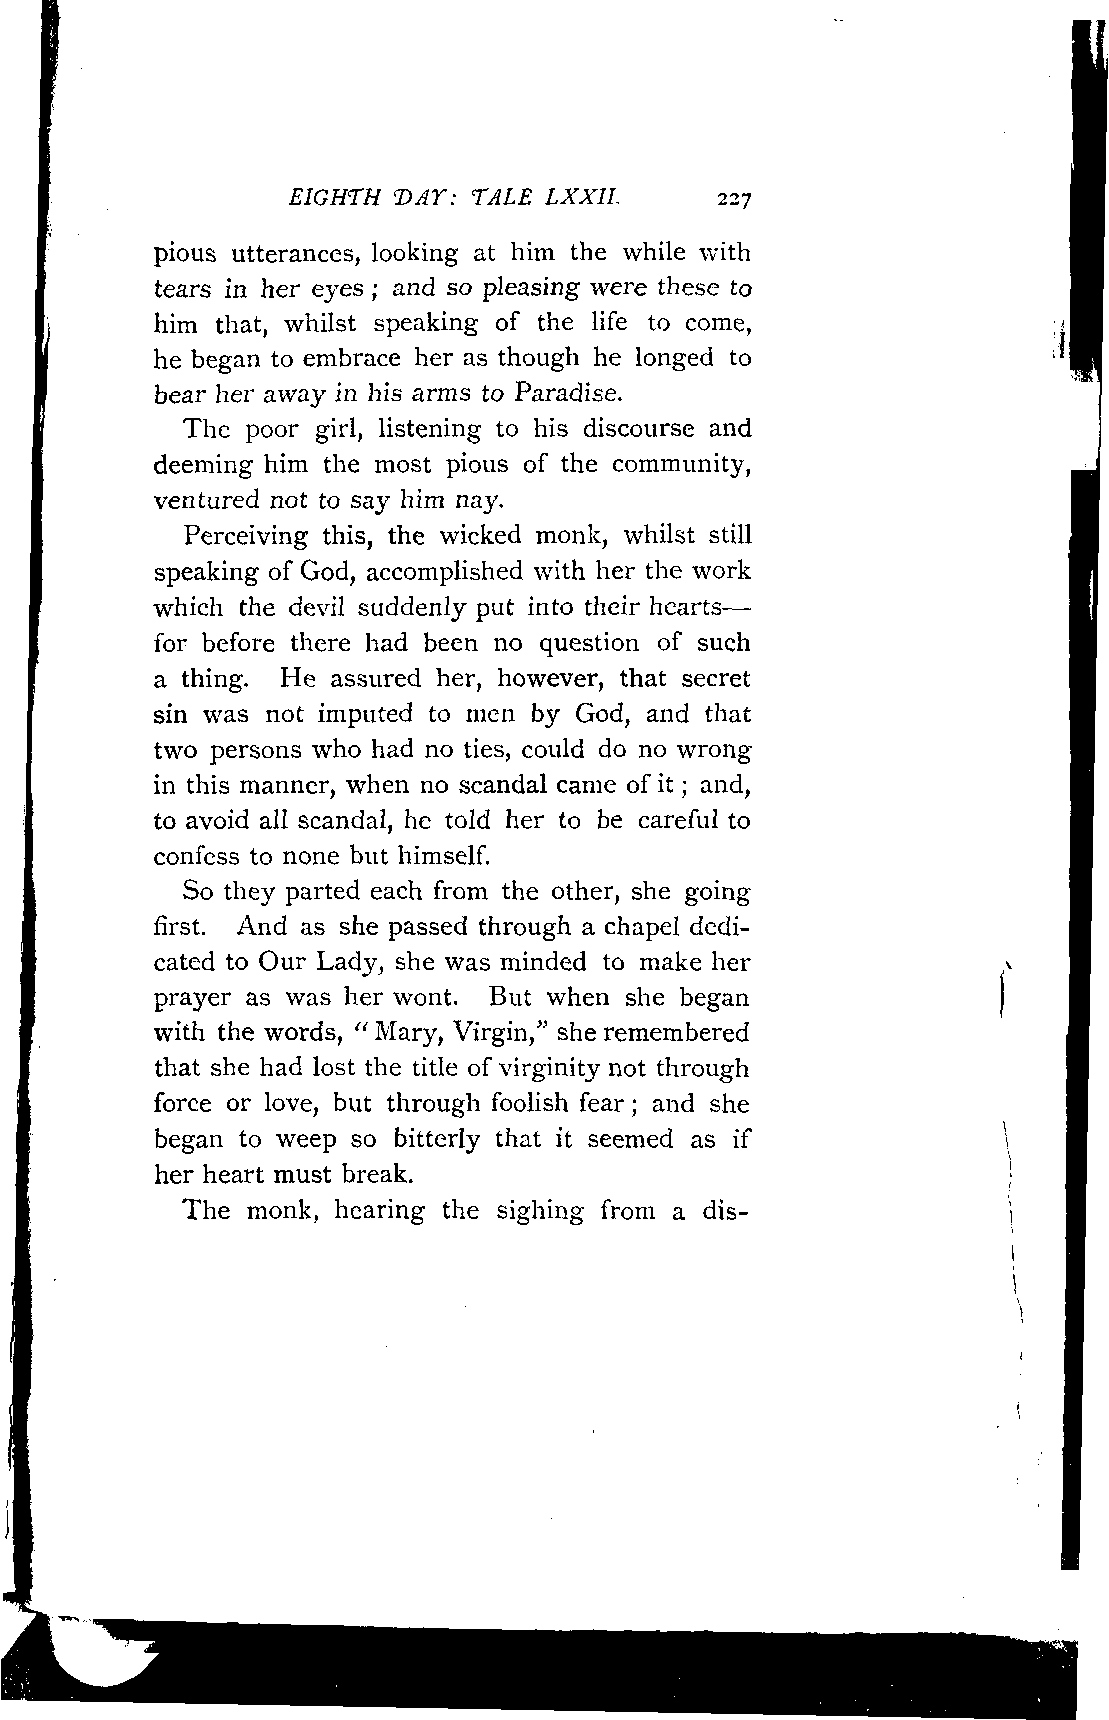 EIGHTH DAY: TALE LXXII. 227
pious utterances, looking at him the while with
tears in her eyes ; and so pleasing were these to
him that, whilst speaking of the life to come,
he began to embrace her as though he longed to
bear her away in his arms to Paradise.
The poor girl, listening to his discourse and
deeming him the most pious of the community,
ventured not to say him nay.
Perceiving this, the wicked monk, whilst still
speaking of God, accomplished with her the work
which the devil suddenly put into their hearts—
for before there had been no question of such
a thing. He assured her, however, that secret
sin was not imputed to men by God, and that
two persons who had no ties, could do no wrong
in this manner, when no scandal came of it ; and,
to avoid all scandal, he told her to be careful to
confess to none but himself.
So they parted each from the other, she going
first. And as she passed through a chapel dedi-
cated to Our Lady, she was minded to make her
prayer as was her wont. But when she began
with the words, “Mary, Virgin,” she remembered
that she had lost the title of virginity not through
force or love, but through foolish fear ; and she
began to weep so bitterly that it seemed as if
her heart must break.
The monk, hearing the sighing from a dis-